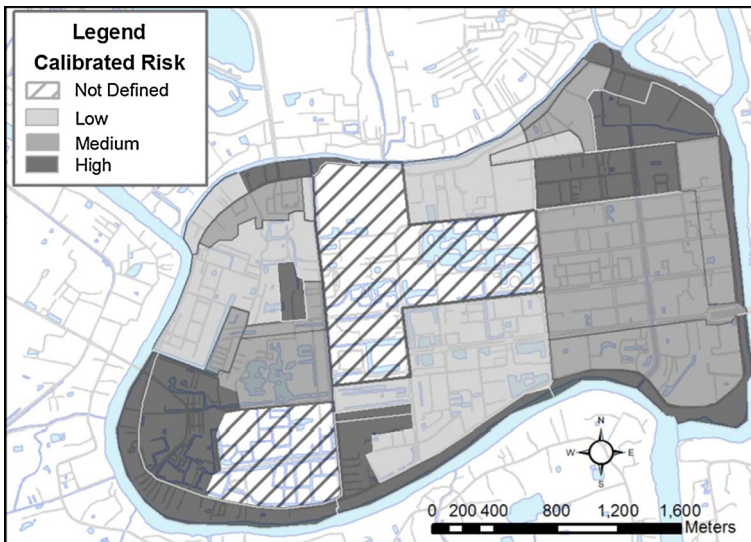 Legend
Calibrated Risk
Not Defined
Low
Medium
High
N
W E
S
0 200 400 800 1,200 1,600
Meters